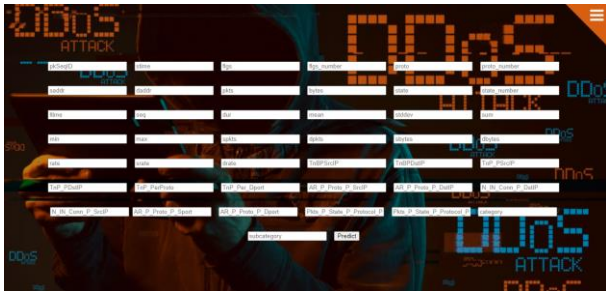 DDoS
ATTACK
DDoS
ATTACK
DDoS
ATTACK
pkSeqID stime flgs flgs_number proto proto_number
saddr daddr pkts bytes state state_number
ltime seq dur mean stddev sum
min max spkts dpkts sbytes dbytes
rate srate drate TnBPSrcIP TnBPDstIP TnP_PSrcIP
TnP_PDstIP TnP_PerProto TnP_Per_Dport AR_P_Proto_P_SrcIP AR_P_Proto_P_DstIP N_IN_Conn_P_DstIP
N_IN_Conn_P_SrcIP AR_P_Proto_P_Sport AR_P_Proto_P_Dport Pkts_P_State_P_Protocol_P Pkts_P_State_P_Protocol_P category
subcategory Predict
DDoS
ATTACK
DDoS